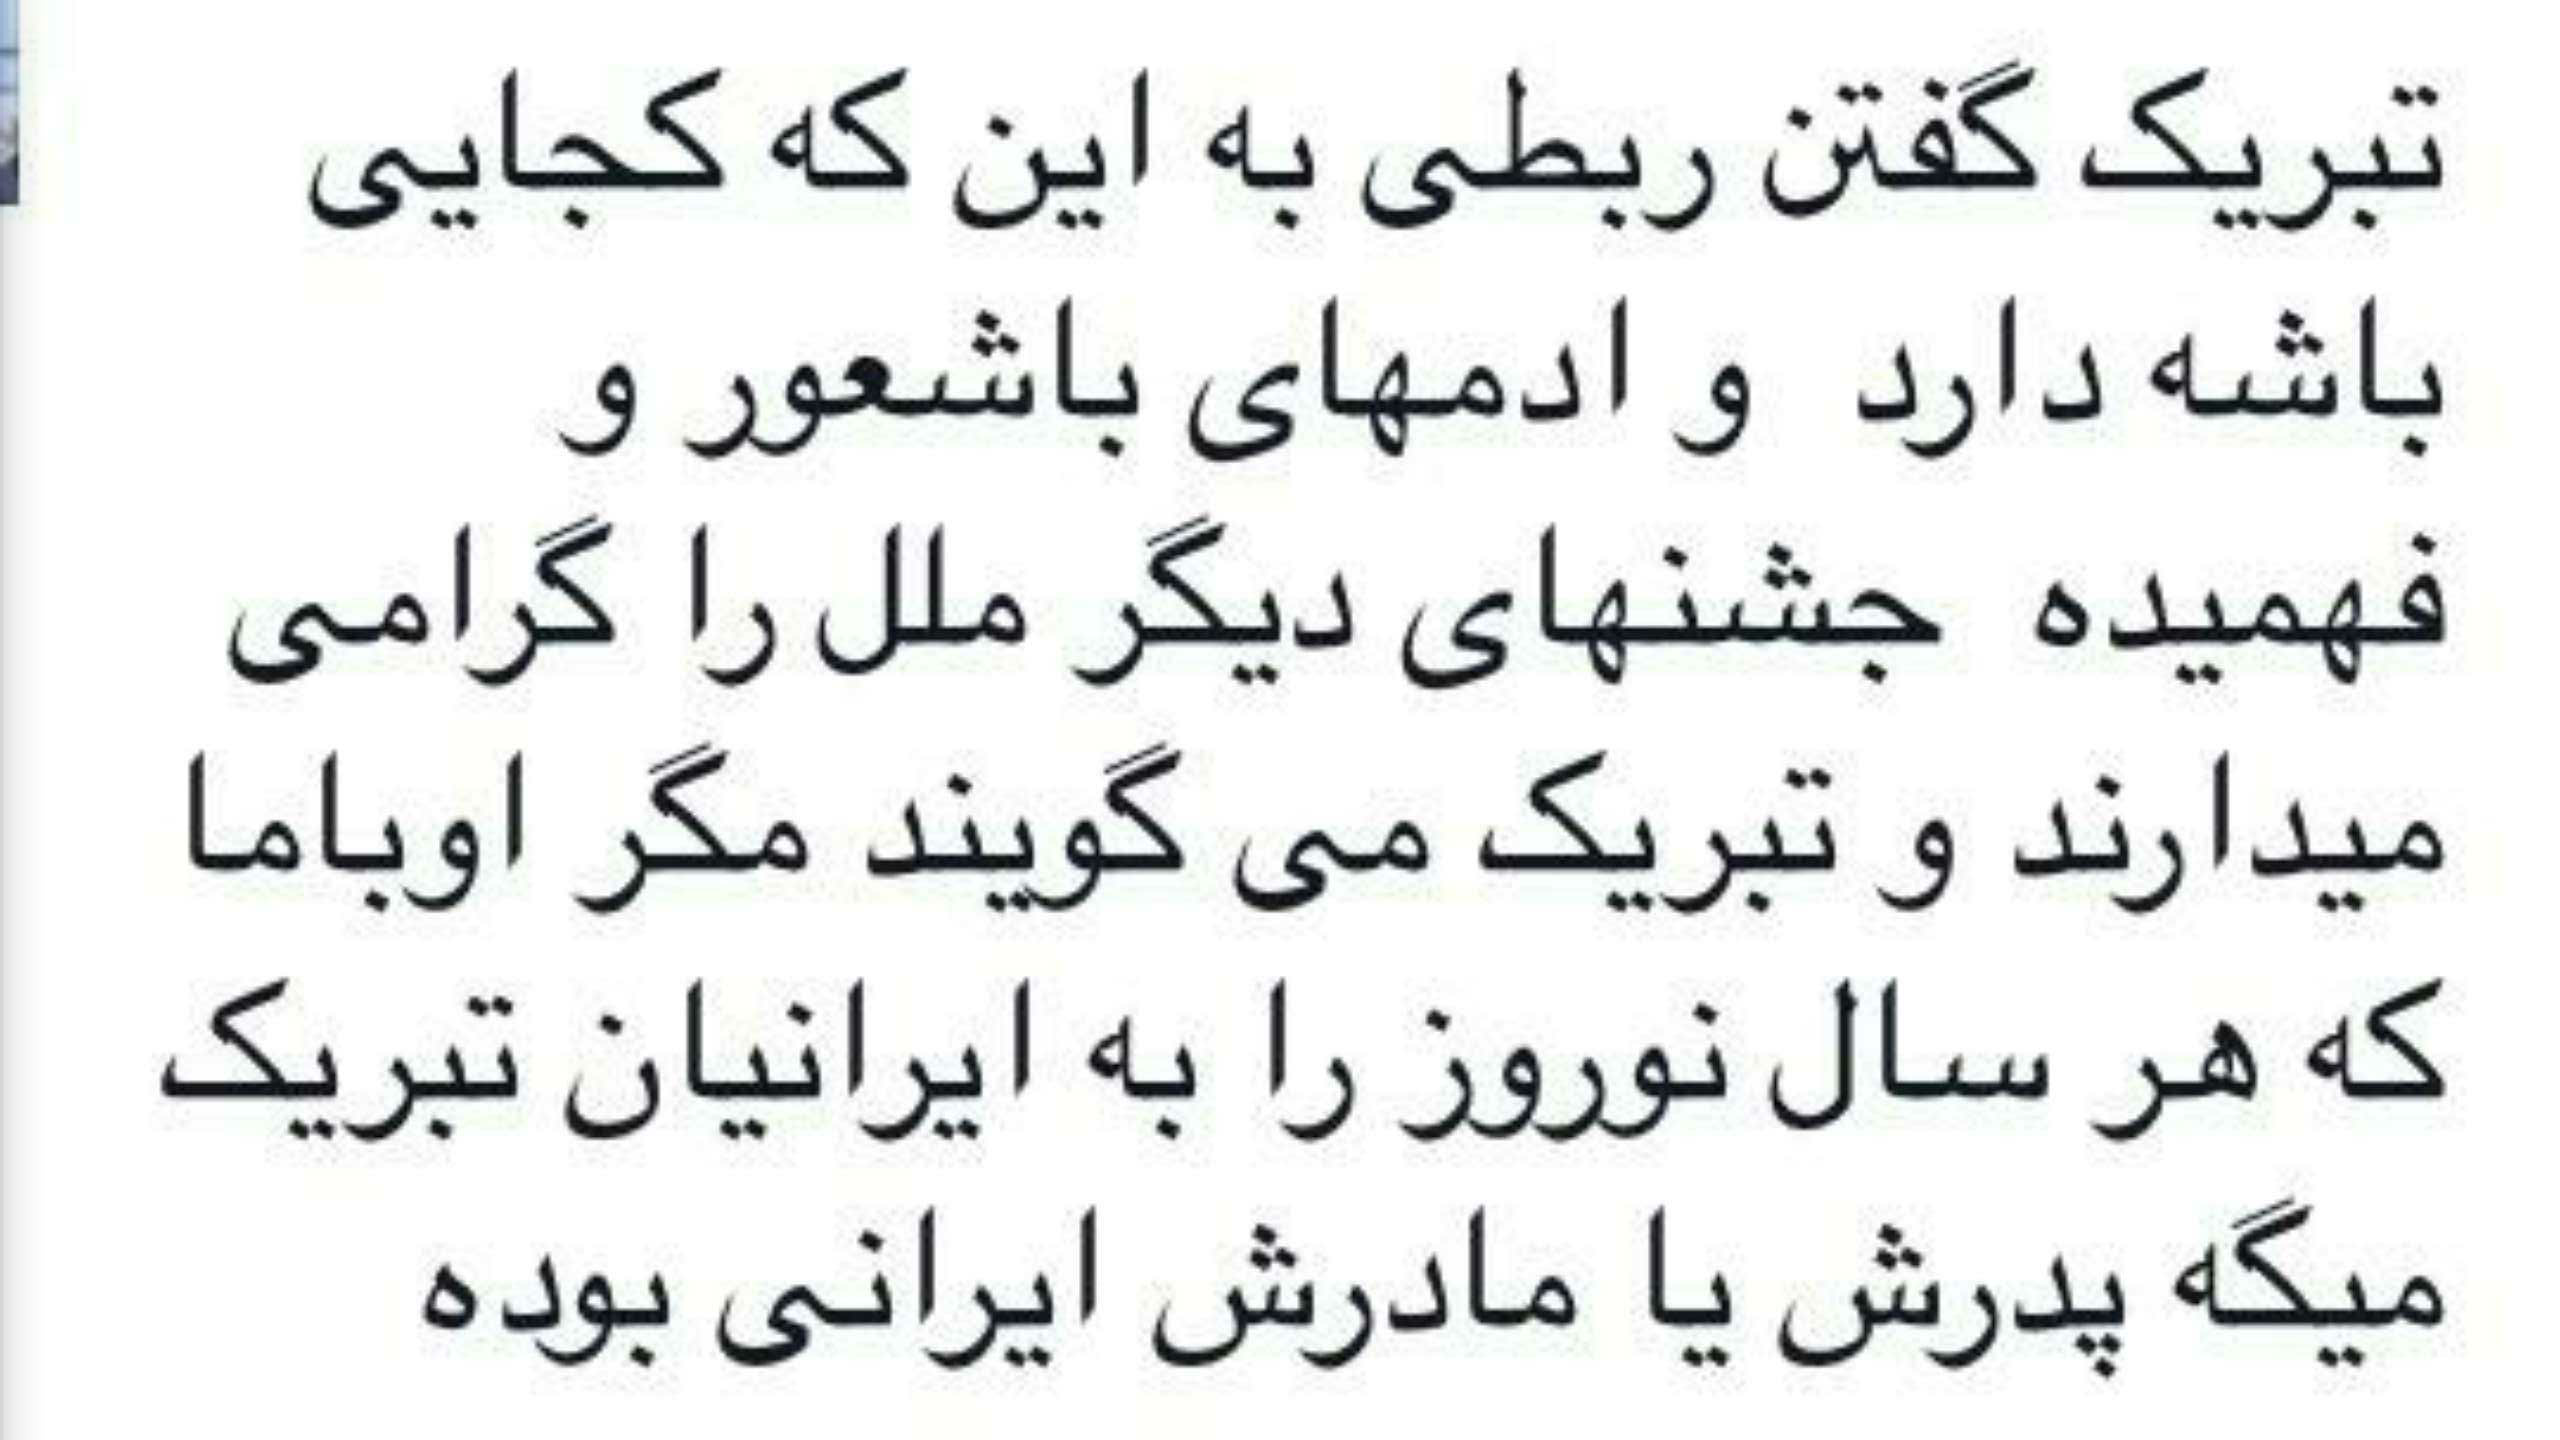 تبریک گفتن ربطی به این که کجایی
باشه دارد و ادمهای باشعور و
فهمیده جشنهای دیگر ملل را گرامی
میدارند و تبریک می گویند مگر اوباما
که هر سال نوروز را به ایرانیان تبریک
میگه پدرش یا مادرش ایرانی بوده